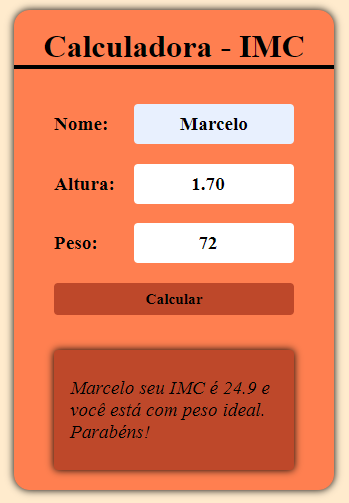 Calculadora - IMC
Nome: Marcelo
Altura: 1.70
Peso: 72
Calcular
Marcelo seu IMC é 24.9 e
você está com peso ideal.
Parabéns!